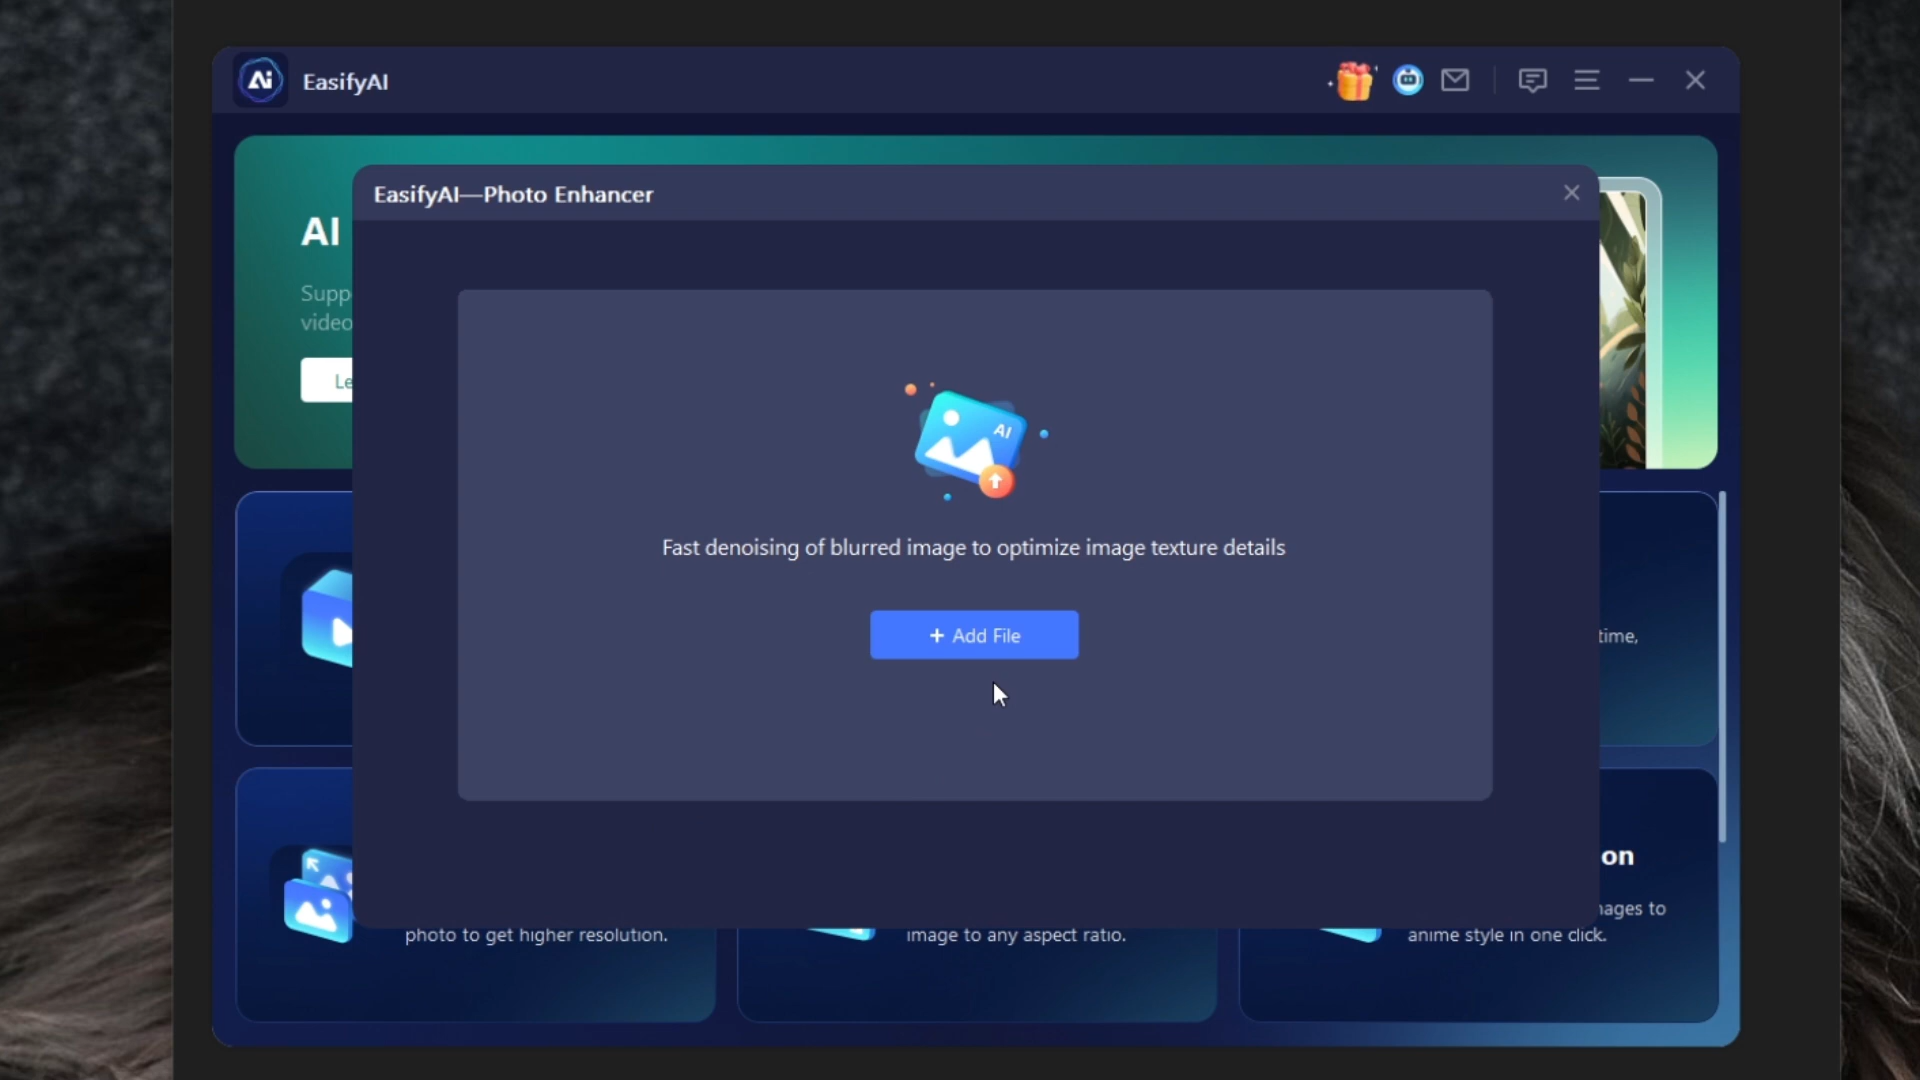 Ai EasifyAI
EasifyAI—Photo Enhancer
AI
Supp
video
Le
AI
Fast denoising of blurred image to optimize image texture details
+ Add File
time,
on
nages to
photo to get higher resolution.
image to any aspect ratio.
anime style in one click.